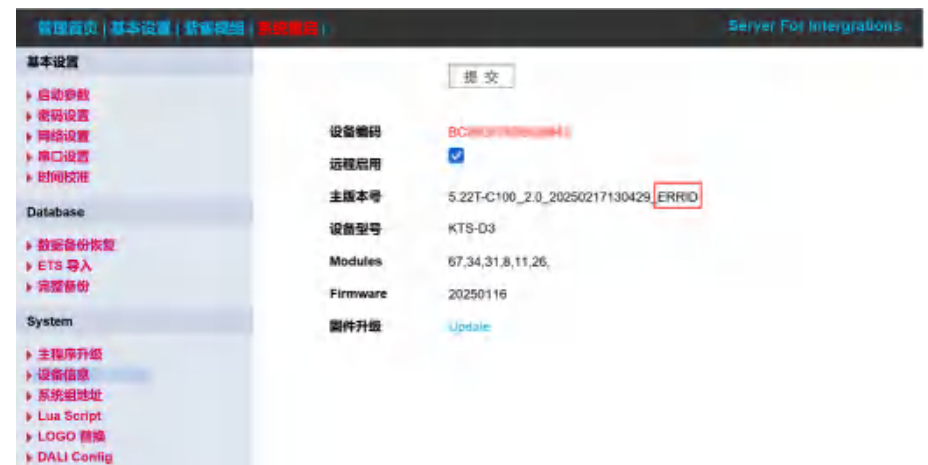 管理首页 | 基本设置 | 数据视图 | 系统重启 |
Server For Intergrations
基本设置
启动参数
密码设置
网络设置
串口设置
时间校准
Database
数据备份恢复
ETS 导入
完整备份
System
主程序升级
设备信息
系统组地址
Lua Script
LOGO 替换
DALI Config
提 交
设备编码
远程启用
主版本号 5.22T-C100_2.0_20250217130429_ERRID
设备型号 KTS-D3
Modules 67,34,31,8,11,26,
Firmware 20250116
固件升级 Update